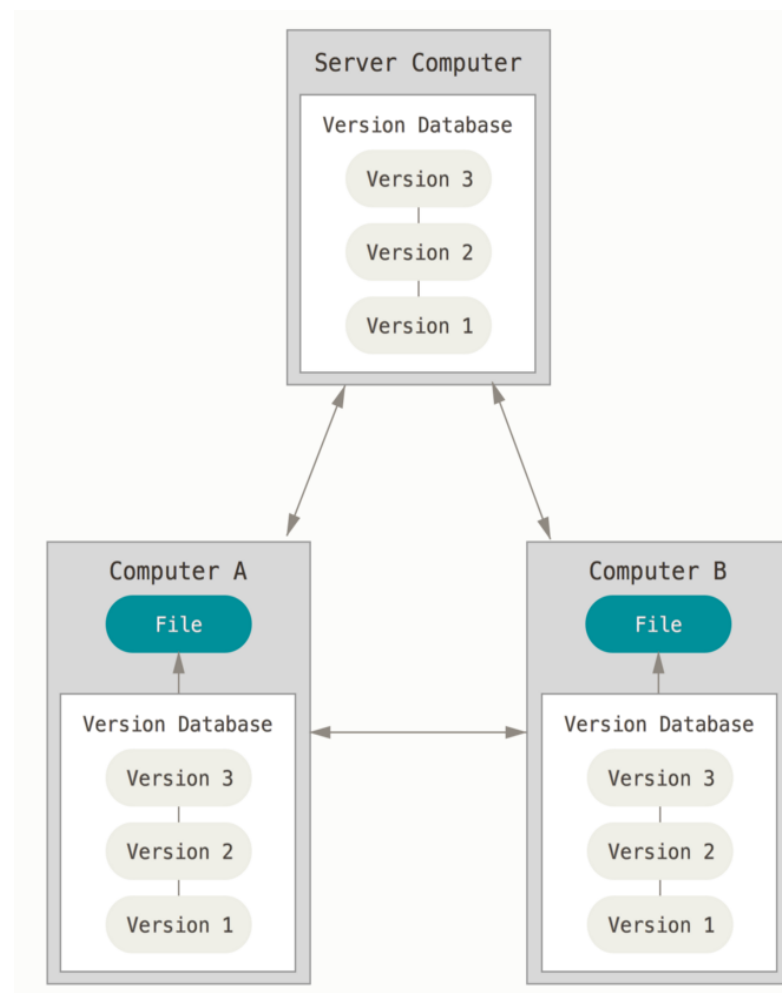 Server Computer
Version Database
Version 3
Version 2
Version 1
Computer A
File
Version Database
Version 3
Version 2
Version 1
Computer B
File
Version Database
Version 3
Version 2
Version 1